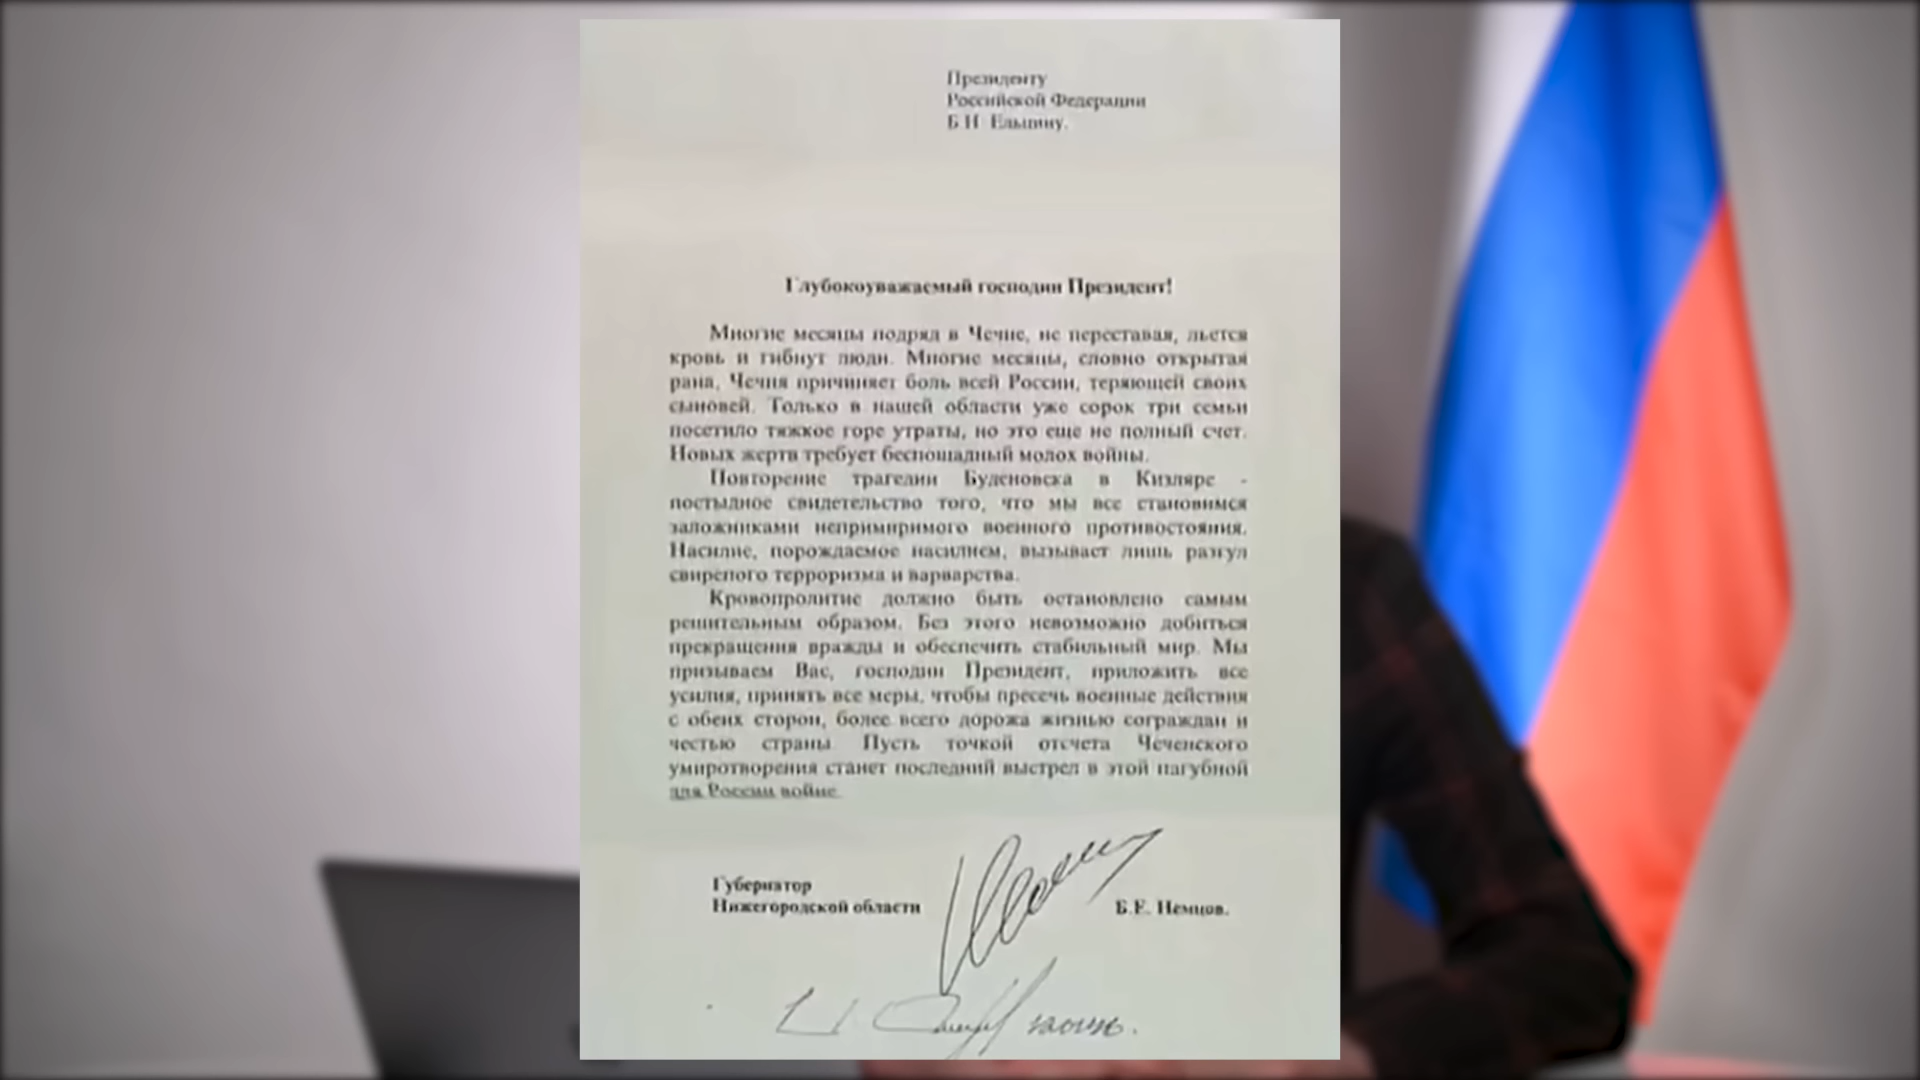 Президенту
Российской Федерации
Б.Н. Ельцину.
Глубокоуважаемый господин Президент!
Многие месяцы подряд в Чечне, не переставая, льется
кровь и гибнут люди. Многие месяцы, словно открытая
рана, Чечня причиняет боль всей России, теряющей своих
сыновей. Только в нашей области уже сорок три семьи
посетило тяжкое горе утраты, но это еще не полный счет.
Новых жертв требует беспощадный молох войны.
Повторение трагедии Буденовска в Кизляре -
постыдное свидетельство того, что мы все становимся
заложниками непримиримого военного противостояния.
Насилие, порождаемое насилием, вызывает лишь разгул
свирепого терроризма и варварства.
Кровопролитие должно быть остановлено самым
решительным образом. Без этого невозможно добиться
прекращения вражды и обеспечить стабильный мир. Мы
призываем Вас, господин Президент, приложить все
усилия, принять все меры, чтобы пресечь военные действия
с обеих сторон, более всего дорожа жизнью сограждан и
честью страны. Пусть точкой отсчета Чеченского
умиротворения станет последний выстрел в этой пагубной
для России войне.
Губернатор
Нижегородской области
Б.Е. Немцов.